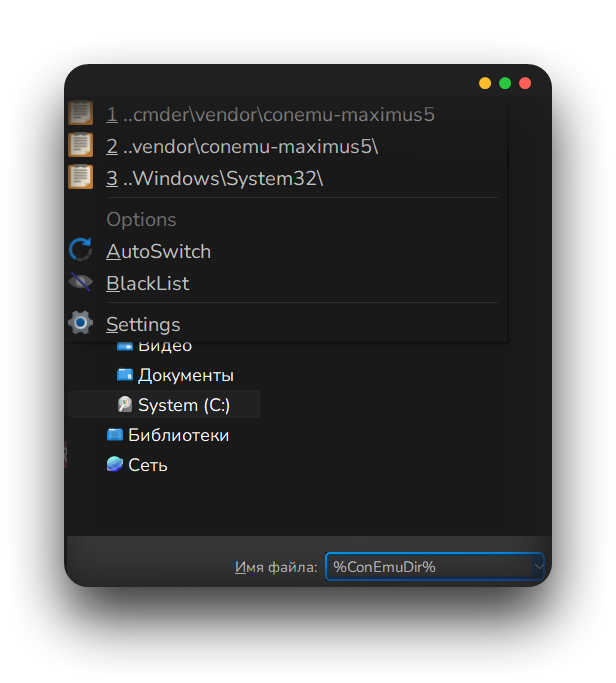 1 ..cmder\vendor\conemu-maximus5
2 ..vendor\conemu-maximus5\
3 ..Windows\System32\
Options
AutoSwitch
BlackList
Settings
Видео
Документы
System (C:)
Библиотеки
Сеть
Имя файла: %ConEmuDir%